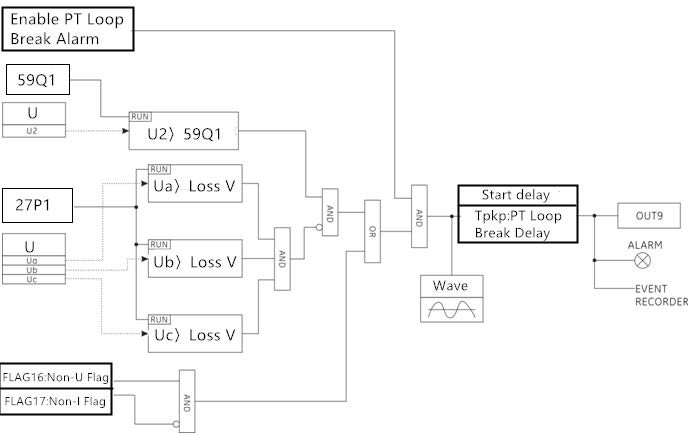 Enable PT Loop
Break Alarm
59Q1
U
U2
RUN
U2〉59Q1
27P1
RUN
Ua〉Loss V
U
Ua
Ub
Uc
RUN
Ub〉Loss V
RUN
Uc〉Loss V
AND
AND
OR
AND
Start delay
Tpkp:PT Loop
Break Delay
OUT9
ALARM
EVENT
RECORDER
Wave
FLAG16:Non-U Flag
FLAG17:Non-I Flag
AND